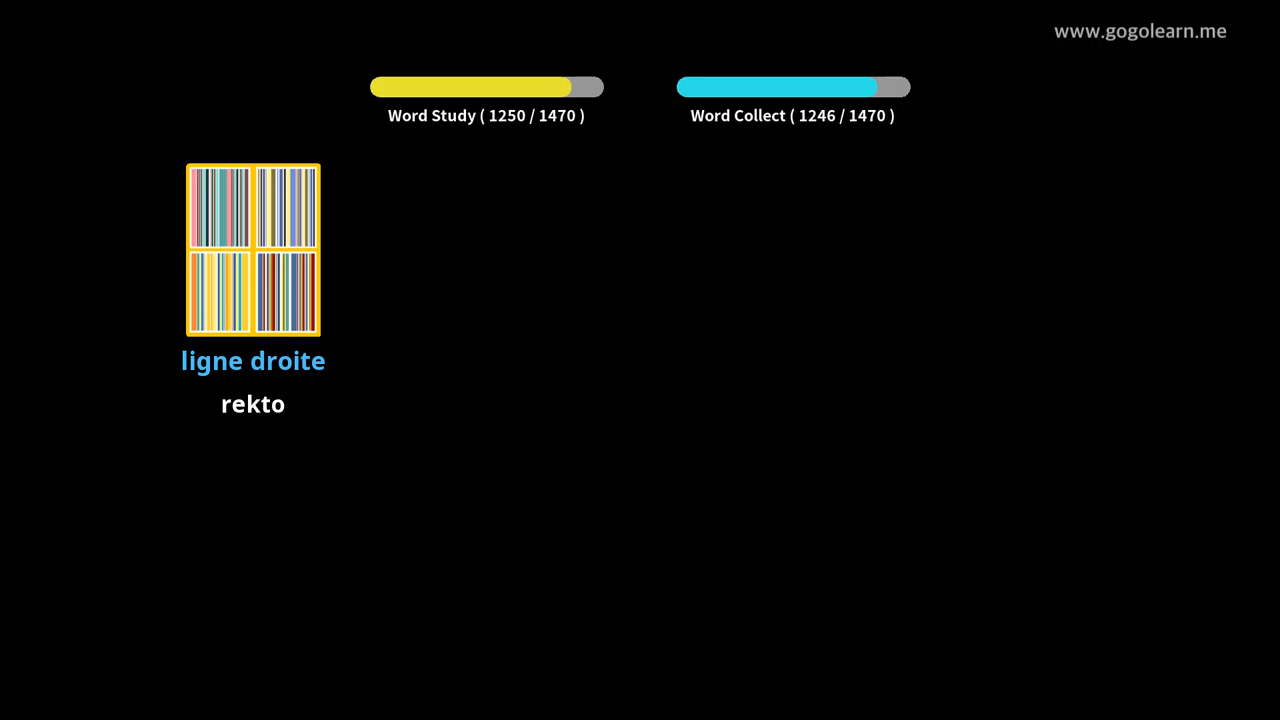 www.gogolearn.me
Word Study ( 1250 / 1470 )
Word Collect ( 1246 / 1470 )
ligne droite
rekto